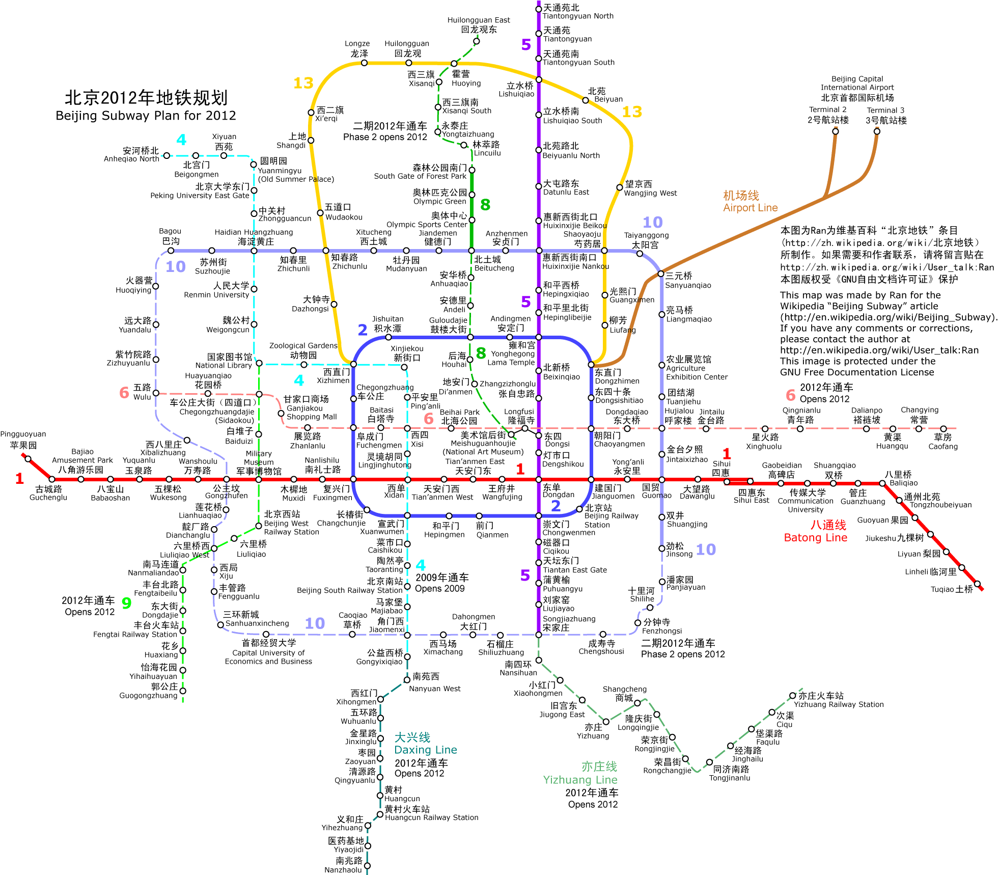 北京2012年地铁规划
Beijing Subway Plan for 2012
Huilongguan East
回龙观东
天通苑北
Tiantongyuan North
天通苑
Tiantongyuan
5
天通苑南
Tiantongyuan South
Longze
龙泽
Huilongguan
回龙观
西三旗
Xisanqi
霍营
Huoying
13
立水桥
Lishuiqiao
北苑
Beiyuan
13
西二旗
Xi'erqi
西三旗南
Xisanqi South
立水桥南
Lishuiqiao South
二期2012年通车
Phase 2 opens 2012
永泰庄
Yongtaizhuang
上地
Shangdi
林萃路
Lincuilu
北苑路北
Beiyuanlu North
Beijing Capital
International Airport
北京首都国际机场
Terminal 2
2号航站楼
Terminal 3
3号航站楼
4
Xiyuan
西苑
安河桥北
Anheqiao North
北宫门
Beigongmen
圆明园
Yuanmingyu
(Old Summer Palace)
森林公园南门
South Gate of Forest Park
北京大学东门
Peking University East Gate
奥林匹克公园
Olympic Green
大屯路东
Datunlu East
望京西
Wangjing West
机场线
Airport Line
8
中关村
Zhongguancun
五道口
Wudaokou
奥体中心
Olympic Sports Center
惠新西街北口
Huixinxijie Beikou
10
Bagou
巴沟
Haidian Huangzhuang
海淀黄庄
Xitucheng
西土城
Jiandemen
健德门
Anzhenmen
安贞门
Shaoyaoju
芍药居
Taiyanggong
太阳宫
10
苏州街
Suzhoujie
知春里
Zhichunli
知春路
Zhichunlu
牡丹园
Mudanyuan
北土城
Beitucheng
惠新西街南口
Huixinxijie Nankou
三元桥
Sanyuanqiao
本图为Ran为维基百科“北京地铁”条目
(http://zh.wikipedia.org/wiki/北京地铁)
所制作。如果需要和作者联系，请将留言贴在
http://zh.wikipedia.org/wiki/User_talk:Ran
本图版权受《GNU自由文档许可证》保护
This map was made by Ran for the
Wikipedia “Beijing Subway” article
(http://en.wikipedia.org/wiki/Beijing_Subway).
If you have any comments or corrections,
please contact the author at
http://en.wikipedia.org/wiki/User_talk:Ran
This image is protected under the
GNU Free Documentation License
火器营
Huoqiying
人民大学
Renmin University
安华桥
Anhuaqiao
和平西桥
Hepingxiqiao
光熙门
Guangximen
大钟寺
Dazhongsi
安德里
Andeli
5
和平里北街
Hepinglibeijie
亮马桥
Liangmaqiao
远大路
Yuandalu
魏公村
Weigongcun
2
Jishuitan
积水潭
Guloudajie
鼓楼大街
Andingmen
安定门
柳芳
Liufang
紫竹院路
Zizhuyuanlu
国家图书馆
National Library
Zoological Gardens
动物园
Xinjiekou
新街口
后海
Houhai
8
雍和宫
Yonghegong
Lama Temple
农业展览馆
Agriculture
Exhibition Center
4
西直门
Xizhimen
北新桥
Beixinqiao
东直门
Dongzhimen
6
五路
Wulu
Huayuanqiao
花园桥
Chegongzhuang
车公庄
地安门
Di'anmen
Zhangzizhonglu
张自忠路
东四十条
Dongsishitiao
团结湖
Tuanjiehu
6
2012年通车
Opens 2012
车公庄大街（四道口）
Chegongzhuangdajie
(Sidaokou)
甘家口商场
Ganjiakou
Shopping Mall
平安里
Ping'anli
Baitasi
白塔寺
6
Beihai Park
北海公园
Longfusi
隆福寺
Dongdaqiao
东大桥
Hujialou
呼家楼
Jintailu
金台路
Qingnianlu
青年路
Dalianpo
褡裢坡
Changying
常营
白堆子
Baiduizi
展览路
Zhanlanlu
阜成门
Fuchengmen
西四
Xisi
美术馆后街
Meishuguanhoujie
(National Art Museum)
东四
Dongsi
朝阳门
Chaoyangmen
星火路
Xinghuolu
黄渠
Huangqu
草房
Caofang
Pingguoyuan
苹果园
西八里庄
Xibalizhuang
灵境胡同
Lingjinghutong
灯市口
Dengshikou
金台夕照
Jintaixizhao
1
Bajiao
Amusement Park
八角游乐园
Yuquanlu
玉泉路
Wanshoulu
万寿路
Military
Museum
军事博物馆
Nanlishilu
南礼士路
Tian'anmen East
天安门东
1
Yong'anli
永安里
Sihui
四惠
Gaobeidian
高碑店
Shuangqiao
双桥
八里桥
Baliqiao
1
古城路
Guchenglu
八宝山
Babaoshan
五棵松
Wukesong
公主坟
Gongzhufen
木樨地
Muxidi
复兴门
Fuxingmen
西单
Xidan
天安门西
Tian'anmen West
王府井
Wangfujing
东单
Dongdan
建国门
Jianguomen
国贸
Guomao
大望路
Dawanglu
四惠东
Sihui East
传媒大学
Communication
University
管庄
Guanzhuang
通州北苑
Tongzhoubeiyuan
莲花桥
Lianhuaqiao
北京西站
Beijing West
Railway Station
长椿街
Changchunjie
宣武门
Xuanwumen
和平门
Hepingmen
前门
Qianmen
2
崇文门
Chongwenmen
北京站
Beijing Railway
Station
双井
Shuangjing
八通线
Batong Line
Guoyuan 果园
Jiukeshu 九棵树
Liyuan 梨园
Linheli 临河里
Tuqiao 土桥
靛厂路
Dianchanglu
六里桥西
Liuliqiao West
六里桥
Liuliqiao
菜市口
Caishikou
磁器口
Ciqikou
劲松
Jinsong
10
南马连道
Nanmaliandao
西局
Xiju
陶然亭
Taoranting
4
2009年通车
Opens 2009
天坛东门
Tiantan East Gate
5
丰台北路
Fengtaibeilu
丰管路
Fengguanlu
北京南站
Beijing South Railway Station
蒲黄榆
Puhuangyu
潘家园
Panjiayuan
2012年通车
Opens 2012
9
东大街
Dongdajie
马家堡
Majiabao
刘家窑
Liujiayao
十里河
Shilihe
丰台火车站
Fengtai Railway Station
三环新城
Sanhuanxincheng
10
Caoqiao
草桥
角门西
Jiaomenxi
Dahongmen
大红门
Songjiazhuang
宋家庄
分钟寺
Fenzhongsi
花乡
Huaxiang
首都经贸大学
Capital University of
Economics and Business
西马场
Ximachang
石榴庄
Shiliuzhuang
成寿寺
Chengshousi
二期2012年通车
Phase 2 opens 2012
公益西桥
Gongyixiqiao
怡海花园
Yihaihuayuan
南四环
Nansihuan
郭公庄
Guogongzhuang
南苑西
Nanyuan West
小红门
Xiaohongmen
西红门
Xihongmen
旧宫东
Jiugong East
Shangcheng
商城
亦庄火车站
Yizhuang Railway Station
五环路
Wuhuanlu
亦庄
Yizhuang
隆庆街
Longqingjie
次渠
Ciqu
金星路
Jinxinglu
大兴线
Daxing Line
2012年通车
Opens 2012
荣京街
Rongjingjie
垡渠路
Faqulu
枣园
Zaoyuan
经海路
Jinghailu
清源路
Qingyuanlu
亦庄线
Yizhuang Line
2012年通车
Opens 2012
荣昌街
Rongchangjie
同济南路
Tongjinanlu
黄村
Huangcun
黄村火车站
Huangcun Railway Station
义和庄
Yihezhuang
医药基地
Yiyaojidi
南兆路
Nanzhaolu